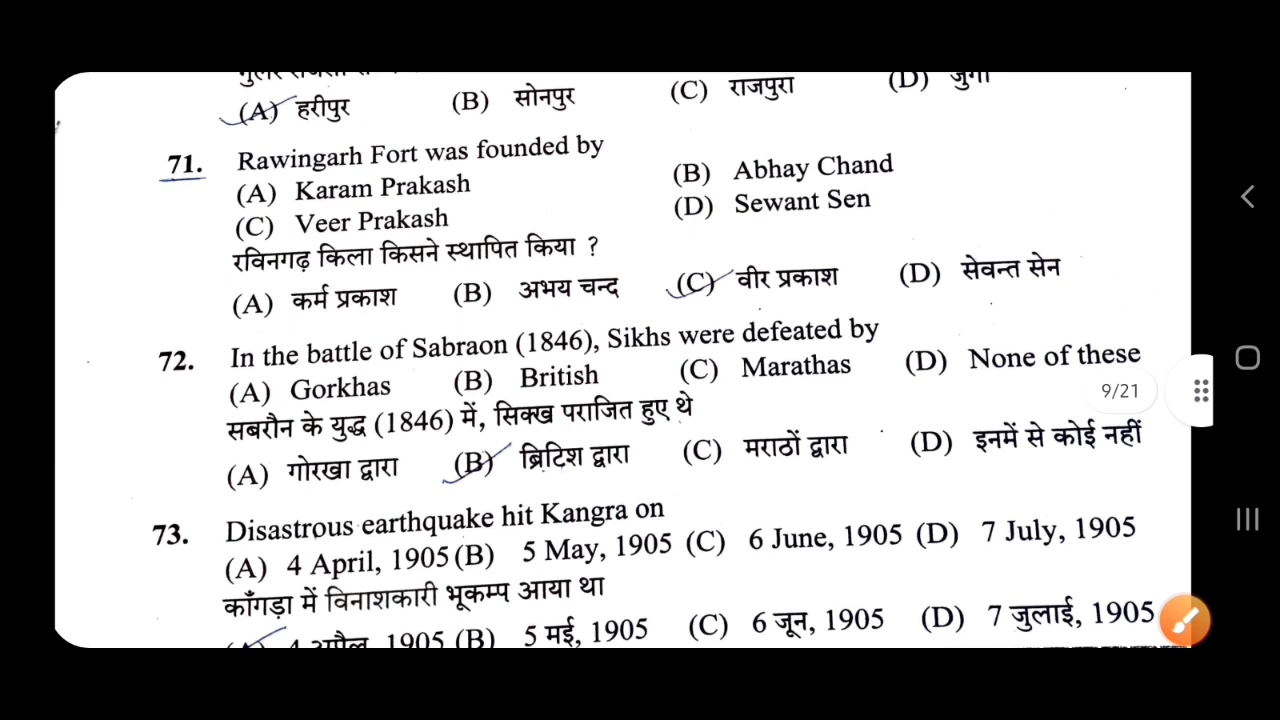 (A) हरीपुर (B) सोनपुर (C) राजपुरा (D) जुंगा
71. Rawingarh Fort was founded by
(A) Karam Prakash (B) Abhay Chand
(C) Veer Prakash (D) Sewant Sen
रविनगढ़ किला किसने स्थापित किया ?
(A) कर्म प्रकाश (B) अभय चन्द (C) वीर प्रकाश (D) सेवन्त सेन
72. In the battle of Sabraon (1846), Sikhs were defeated by
(A) Gorkhas (B) British (C) Marathas (D) None of these
9/21
सबरौन के युद्ध (1846) में, सिक्ख पराजित हुए थे
(A) गोरखा द्वारा (B) ब्रिटिश द्वारा (C) मराठों द्वारा (D) इनमें से कोई नहीं
73. Disastrous earthquake hit Kangra on
(A) 4 April, 1905 (B) 5 May, 1905 (C) 6 June, 1905 (D) 7 July, 1905
काँगड़ा में विनाशकारी भूकम्प आया था
(A) 4 अप्रैल, 1905 (B) 5 मई, 1905 (C) 6 जून, 1905 (D) 7 जुलाई, 1905